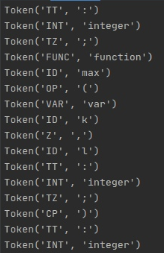 Token('TT', ':')
Token('INT', 'integer')
Token('TZ', ';')
Token('FUNC', 'function')
Token('ID', 'max')
Token('OP', '(')
Token('VAR', 'var')
Token('ID', 'k')
Token('Z', ',')
Token('ID', 'l')
Token('TT', ':')
Token('INT', 'integer')
Token('TZ', ';')
Token('CP', ')')
Token('TT', ':')
Token('INT', 'integer')